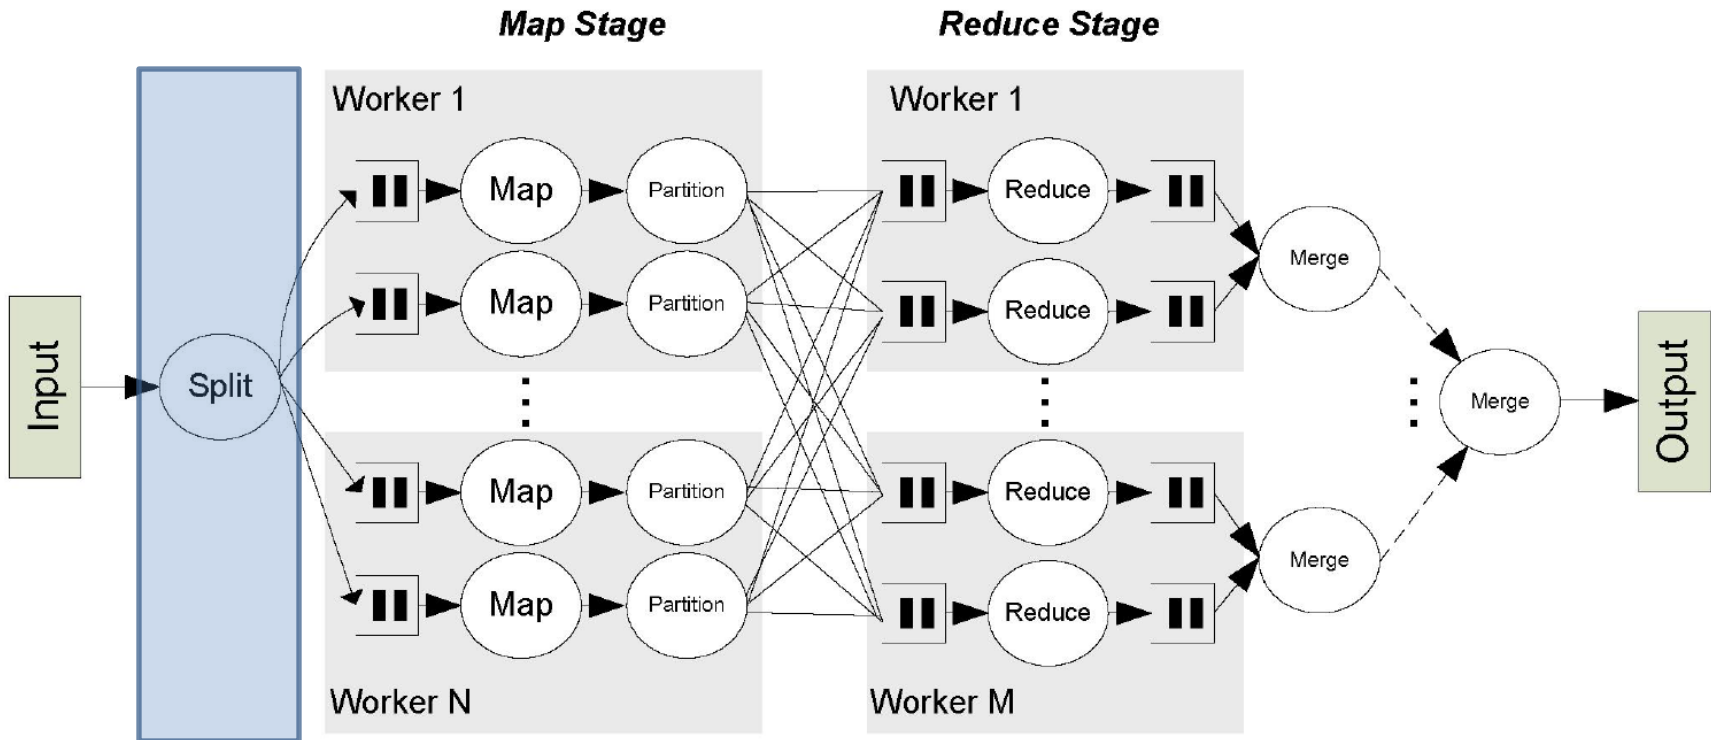 Map Stage
Reduce Stage
Worker 1
Worker 1
Map
Partition
Reduce
Map
Partition
Reduce
Merge
Input
Split
Merge
Output
Map
Partition
Reduce
Map
Partition
Reduce
Merge
Worker N
Worker M